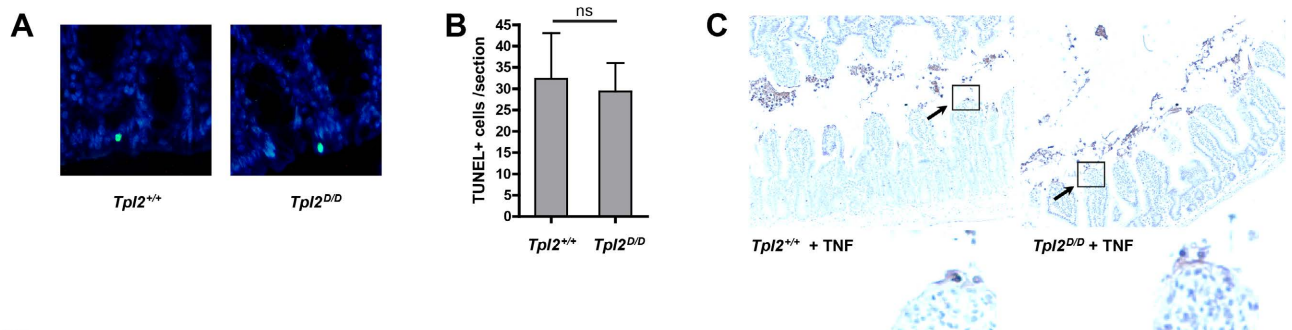 A
B
C
ns
TUNEL+ cells /section
45
40
35
30
25
20
15
10
5
0
Tpl2+/+
Tpl2D/D
Tpl2+/+
Tpl2D/D
Tpl2+/+ + TNF
Tpl2D/D + TNF